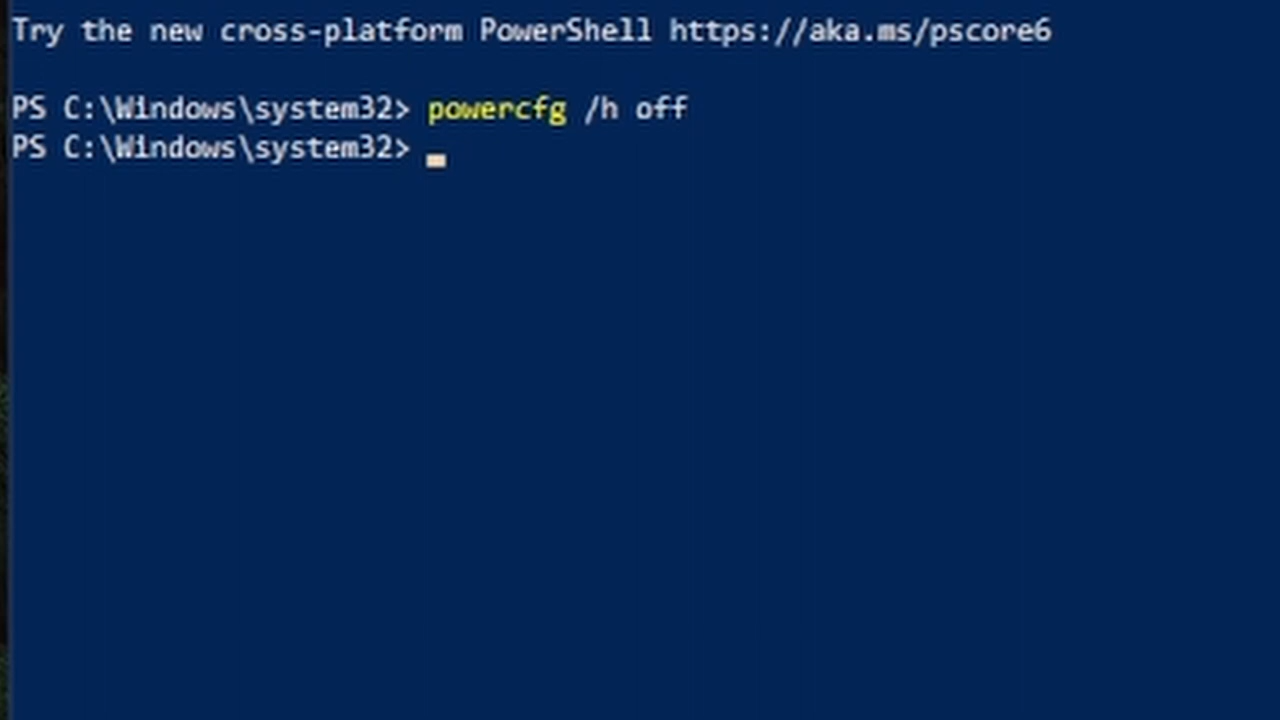 Try the new cross-platform PowerShell https://aka.ms/pscore6
PS C:\Windows\system32> powercfg /h off
PS C:\Windows\system32>